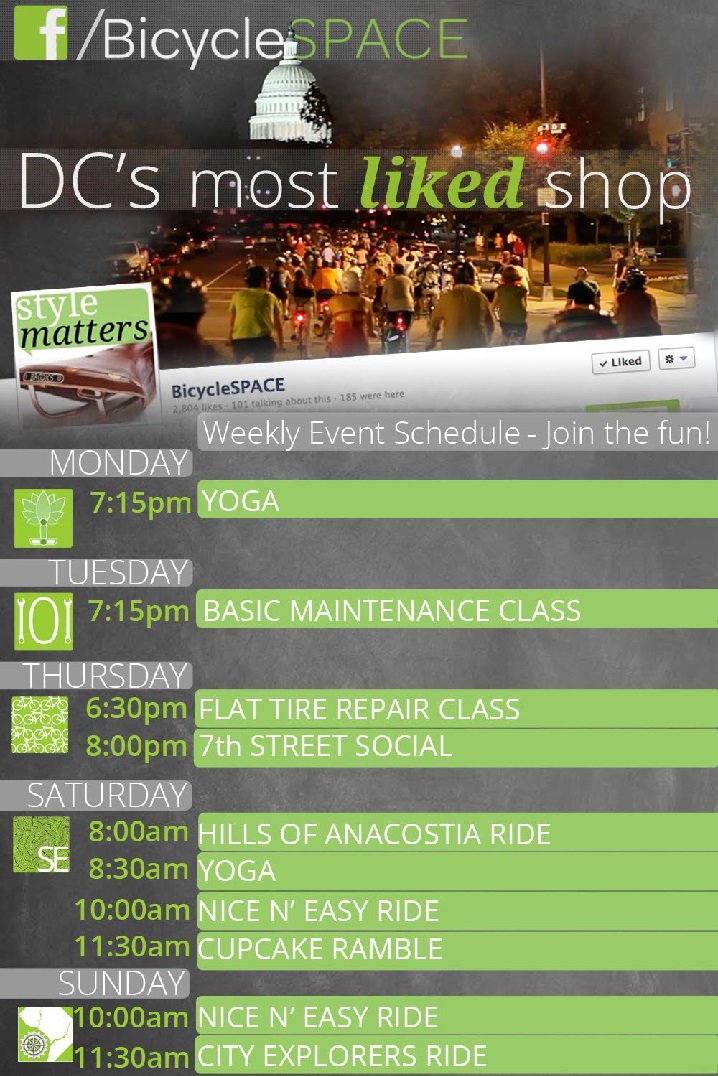 f/BicycleSPACE
DC's most liked shop
style
matters.
Liked
BicycleSPACE
2,804 likes · 101 talking about this · 185 were here
Weekly Event Schedule - Join the fun!
MONDAY
7:15pm YOGA
TUESDAY
101 7:15pm BASIC MAINTENANCE CLASS
THURSDAY
6:30pm FLAT TIRE REPAIR CLASS
8:00pm 7th STREET SOCIAL
SATURDAY
8:00am HILLS OF ANACOSTIA RIDE
SE 8:30am YOGA
10:00am NICE N' EASY RIDE
11:30am CUPCAKE RAMBLE
SUNDAY
10:00am NICE N' EASY RIDE
11:30am CITY EXPLORERS RIDE